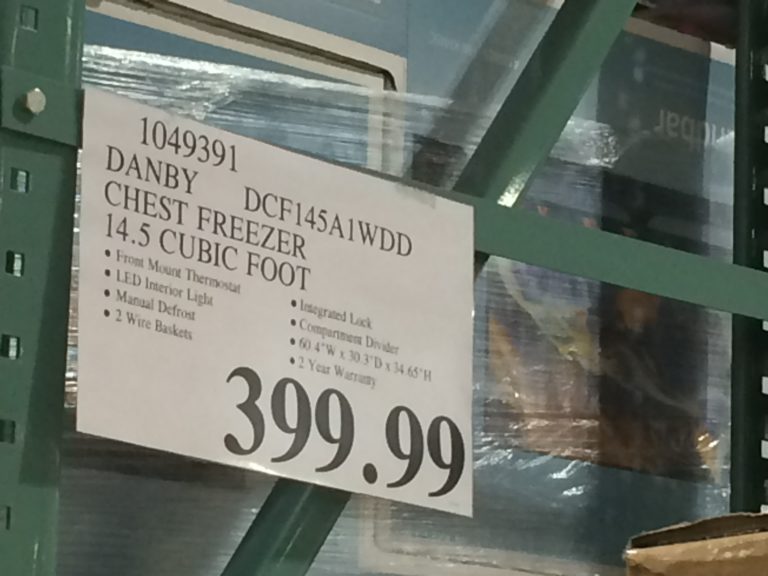 1049391
DANBY DCF145A1WDD
CHEST FREEZER
14.5 CUBIC FOOT
• Front Mount Thermostat
• LED Interior Light
• Manual Defrost
• 2 Wire Baskets
• Integrated Lock
• Compartment Divider
• 60.4"W x 30.3"D x 34.65"H
• 2 Year Warranty
399.99